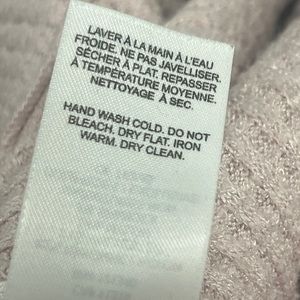 LAVER À LA MAIN À L'EAU
FROIDE. NE PAS JAVELLISER.
SÉCHER À PLAT. REPASSER
À TEMPÉRATURE MOYENNE.
NETTOYAGE À SEC.
HAND WASH COLD. DO NOT
BLEACH. DRY FLAT. IRON
WARM. DRY CLEAN.